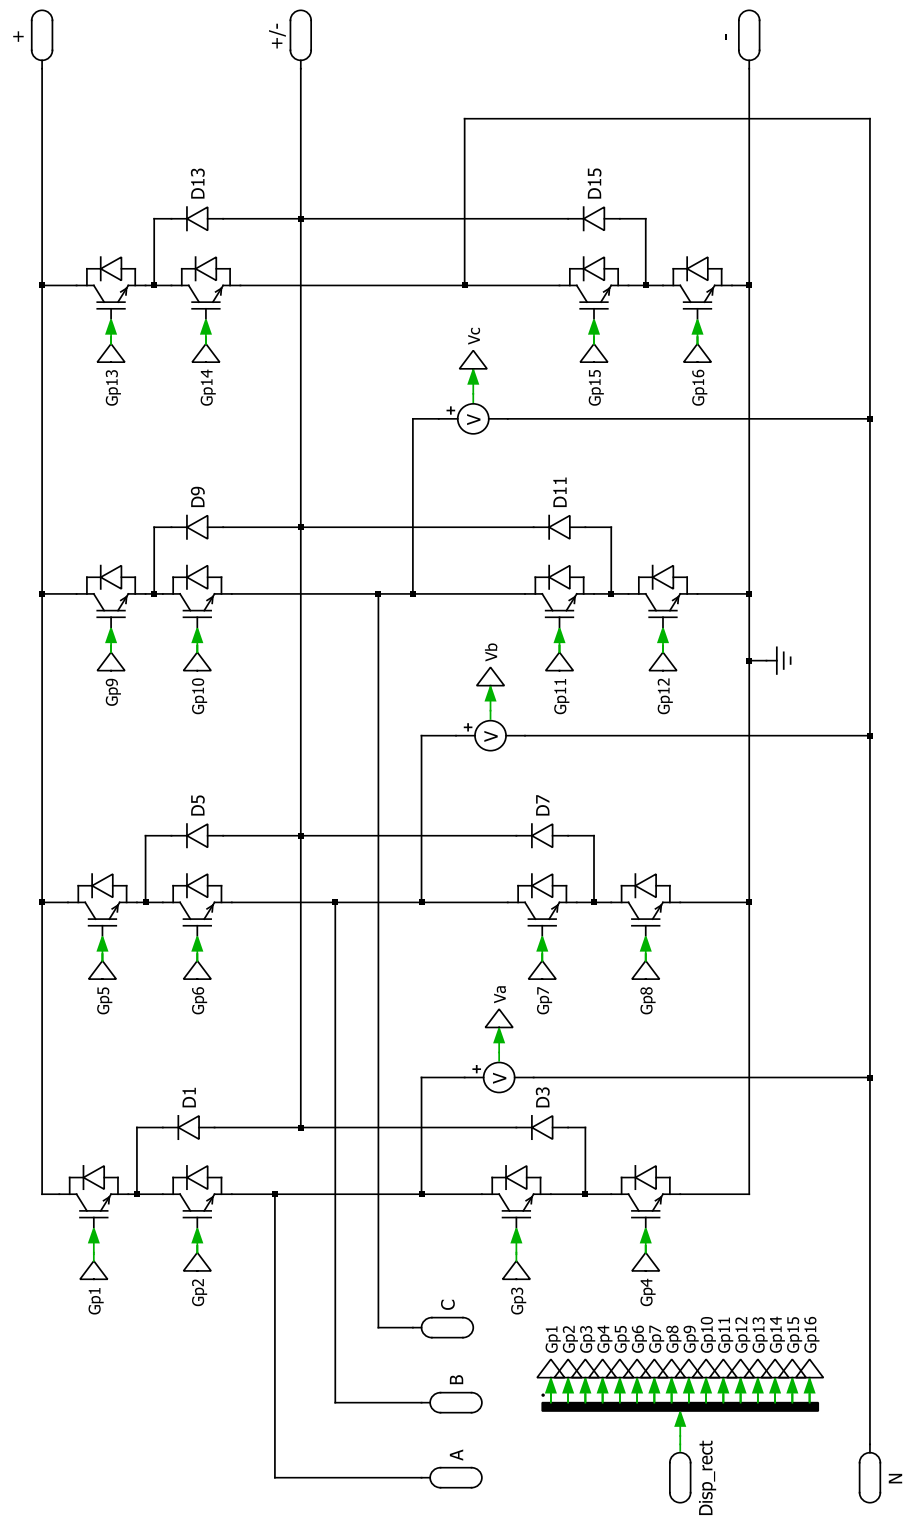 +
+/-
-
D13
D15
Gp13
Gp14
Gp15
Gp16
Vc
+
V
D9
D11
Gp9
Gp10
Gp11
Gp12
Vb
+
V
D5
D7
Gp5
Gp6
Gp7
Gp8
Va
+
V
D1
D3
Gp1
Gp2
Gp3
Gp4
C
B
A
Gp1
Gp2
Gp3
Gp4
Gp5
Gp6
Gp7
Gp8
Gp9
Gp10
Gp11
Gp12
Gp13
Gp14
Gp15
Gp16
Disp_rect
N